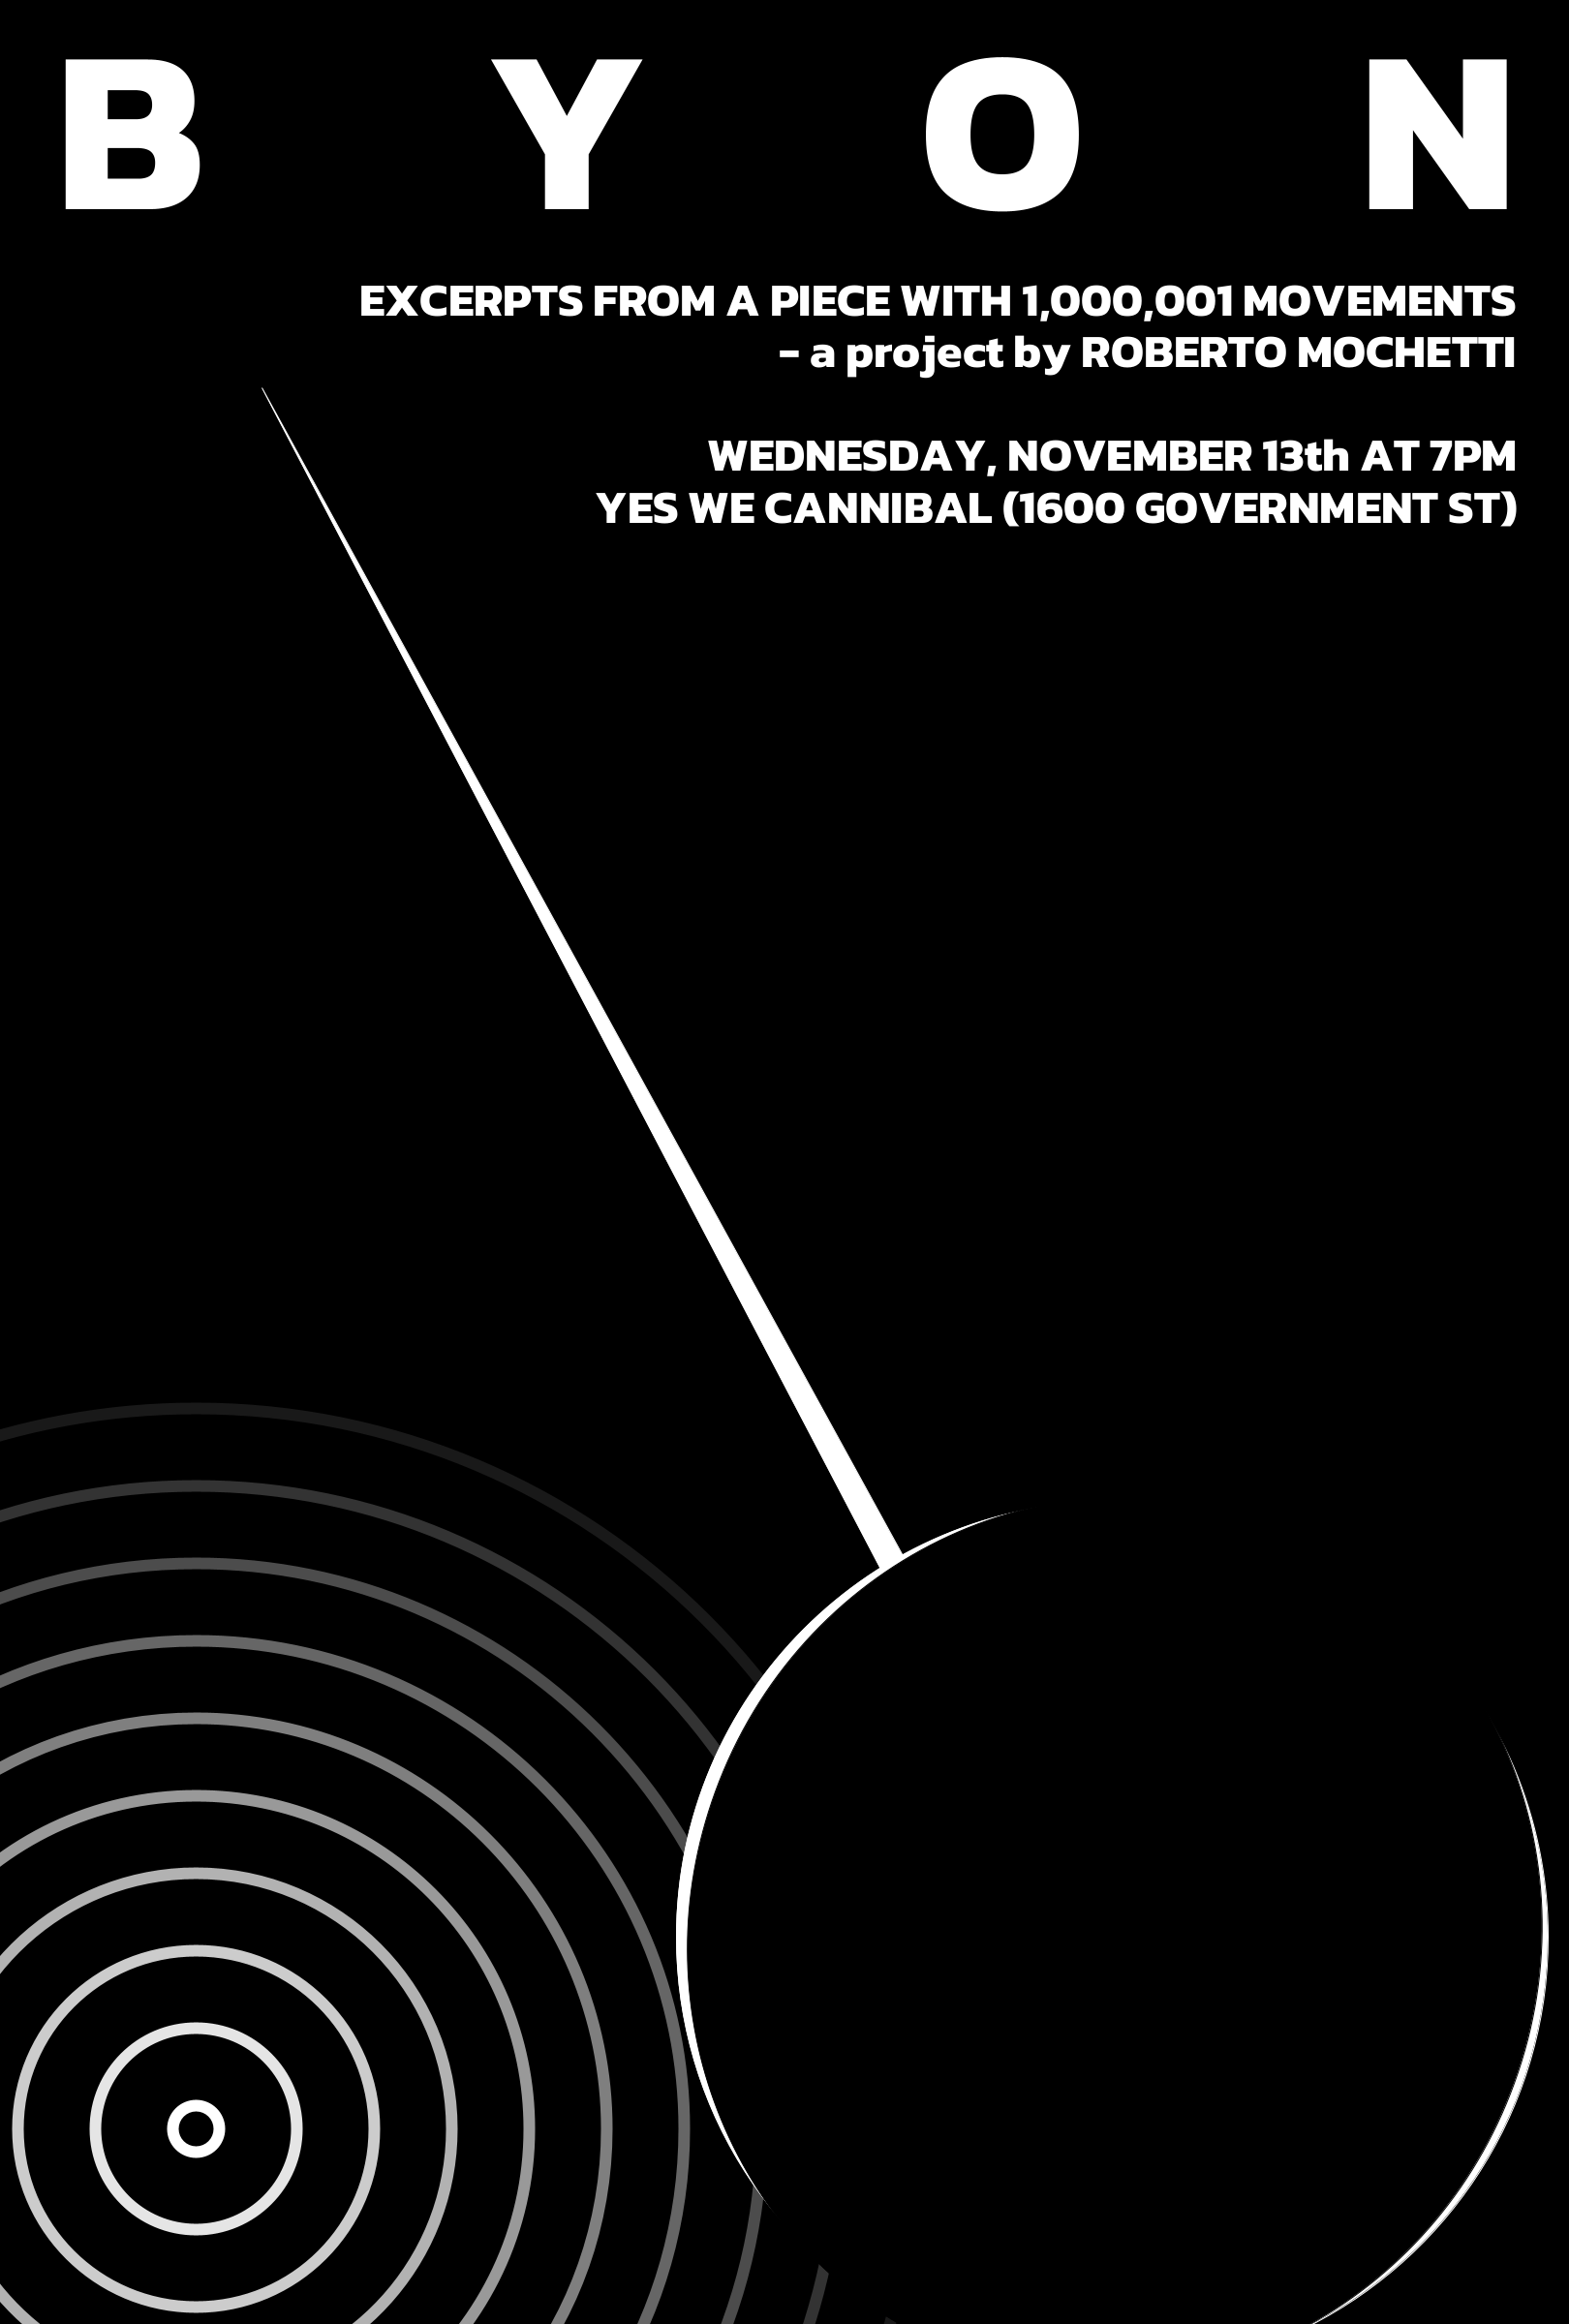 B Y O N
EXCERPTS FROM A PIECE WITH 1,000,001 MOVEMENTS
- a project by ROBERTO MOCHETTI
WEDNESDAY, NOVEMBER 13th AT 7PM
YES WE CANNIBAL (1600 GOVERNMENT ST)